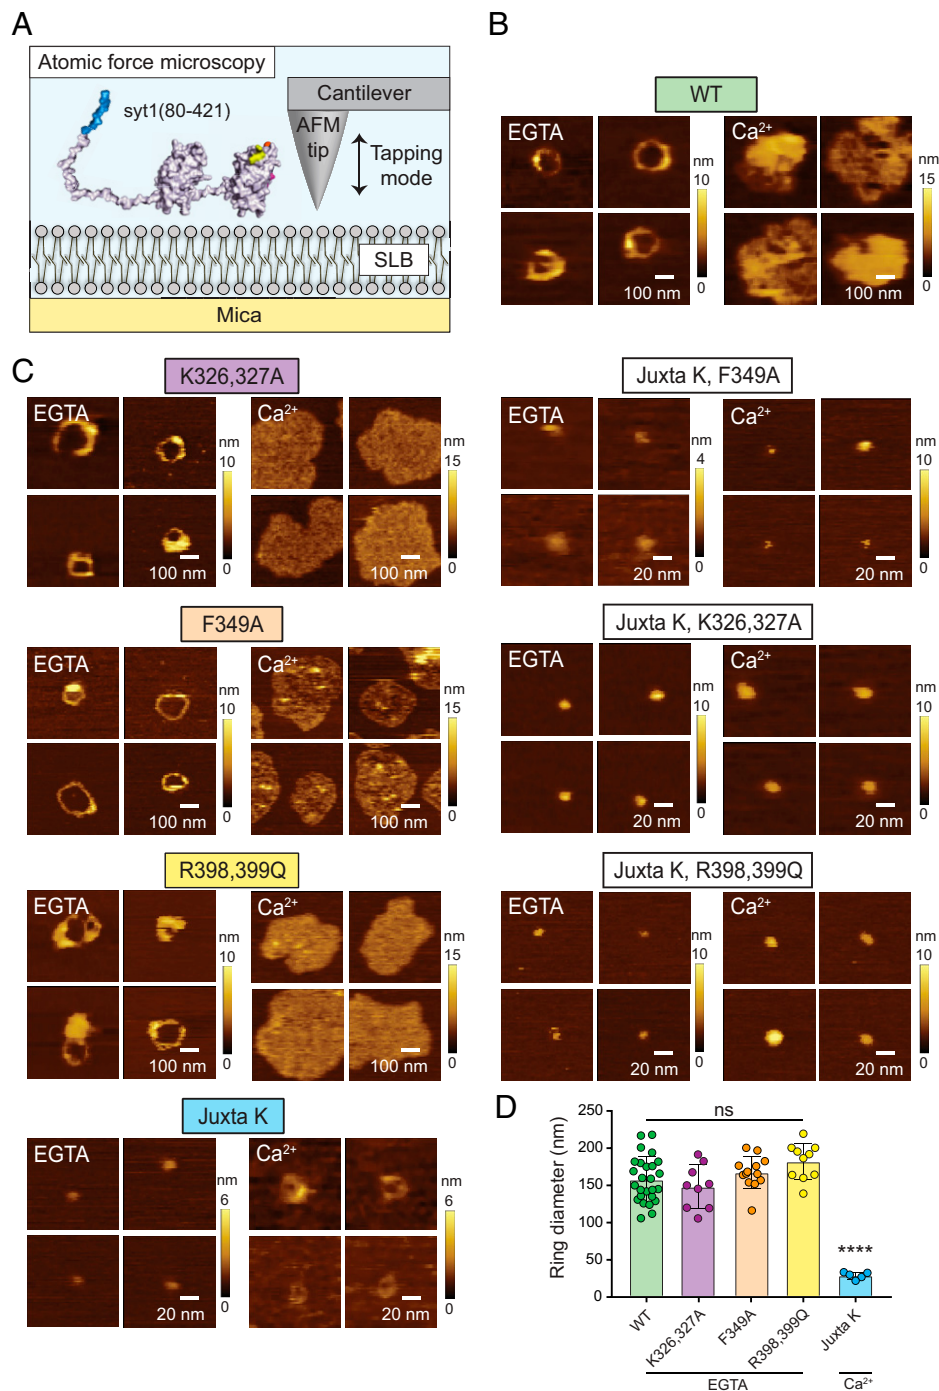 A
Atomic force microscopy
syt1(80-421)
Cantilever
AFM
tip
Tapping
mode
SLB
Mica
B
WT
EGTA
Ca²⁺
nm
10
0
nm
15
0
100 nm
100 nm
C
K326,327A
EGTA
Ca²⁺
nm
10
0
nm
15
0
100 nm
100 nm
F349A
EGTA
Ca²⁺
nm
10
0
nm
15
0
100 nm
100 nm
R398,399Q
EGTA
Ca²⁺
nm
10
0
nm
15
0
100 nm
100 nm
Juxta K
EGTA
Ca²⁺
nm
6
0
nm
6
0
20 nm
20 nm
Juxta K, F349A
EGTA
Ca²⁺
nm
4
0
nm
10
0
20 nm
20 nm
Juxta K, K326,327A
EGTA
Ca²⁺
nm
10
0
nm
10
0
20 nm
20 nm
Juxta K, R398,399Q
EGTA
Ca²⁺
nm
10
0
nm
10
0
20 nm
20 nm
D
Ring diameter (nm)
250
200
150
100
50
0
ns
****
WT
K326,327A
F349A
R398,399Q
Juxta K
EGTA
Ca²⁺